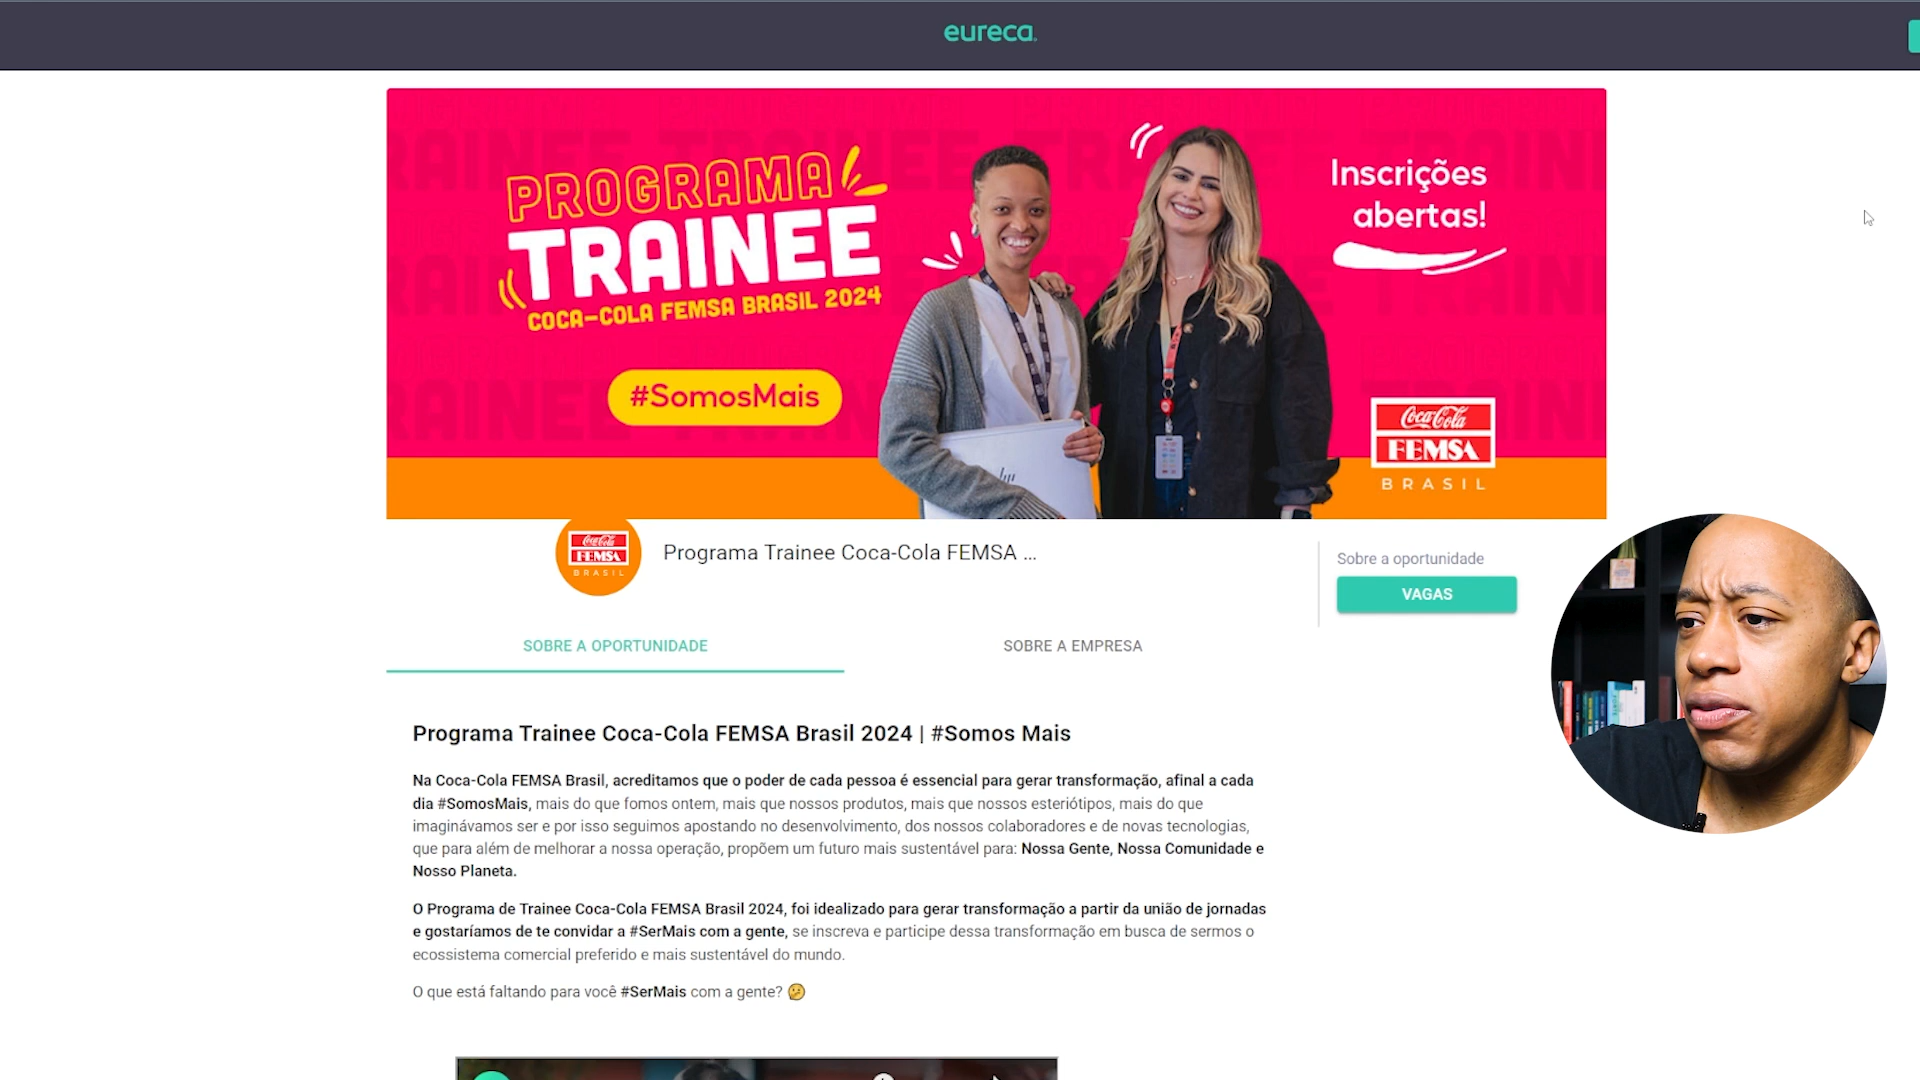 eureca.
PROGRAMA
TRAINEE
COCA-COLA FEMSA BRASIL 2024
#SomosMais
Inscrições
abertas!
Coca-Cola
FEMSA
BRASIL
Coca-Cola
FEMSA
BRASIL
Programa Trainee Coca-Cola FEMSA ...
Sobre a oportunidade
VAGAS
SOBRE A OPORTUNIDADE
SOBRE A EMPRESA
Programa Trainee Coca-Cola FEMSA Brasil 2024 | #Somos Mais
Na Coca-Cola FEMSA Brasil, acreditamos que o poder de cada pessoa é essencial para gerar transformação, afinal a cada
dia #SomosMais, mais do que fomos ontem, mais que nossos produtos, mais que nossos esteriótipos, mais do que
imaginávamos ser e por isso seguimos apostando no desenvolvimento, dos nossos colaboradores e de novas tecnologias,
que para além de melhorar a nossa operação, propõem um futuro mais sustentável para: Nossa Gente, Nossa Comunidade e
Nosso Planeta.
O Programa de Trainee Coca-Cola FEMSA Brasil 2024, foi idealizado para gerar transformação a partir da união de jornadas
e gostaríamos de te convidar a #SerMais com a gente, se inscreva e participe dessa transformação em busca de sermos o
ecossistema comercial preferido e mais sustentável do mundo.
O que está faltando para você #SerMais com a gente? 🤔